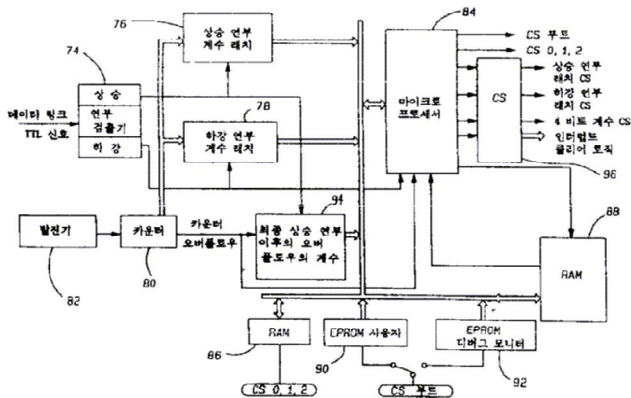 76
상승 연부
계수 래치
74
상 승
연부
검출기
하 강
데이타 링크
TTL 신호
78
하강 연부
계수 래치
84
마이크로
프로세서
CS 부트
CS 0, 1, 2
CS
96
상승 연부
래치 CS
하강 연부
래치 CS
4 비트 계수 CS
인터럽트
클리어 로직
발전기
82
카운터
80
카운터
오버플로우
94
최종 상승 연부
이후의 오버
플로우의 계수
88
RAM
RAM
86
CS 0, 1, 2
EPROM 사용자
90
CS 부트
EPROM
디버그 모니터
92